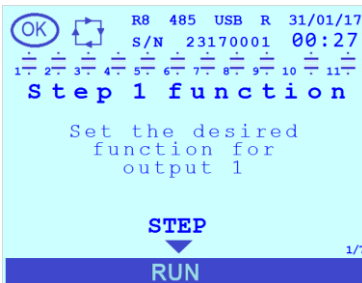 OK R8 485 USB R 31/01/17
S/N 23170001 00:27
1 2 3 4 5 6 7 8 9 10 11
Step 1 function
Set the desired
function for
output 1
STEP
1/7
RUN